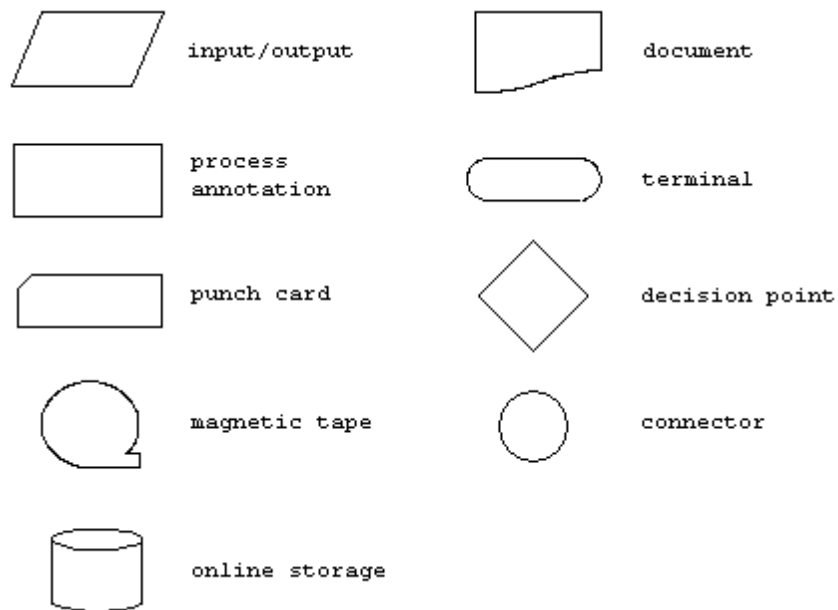 input/output
document
process
annotation
terminal
punch card
decision point
magnetic tape
connector
online storage